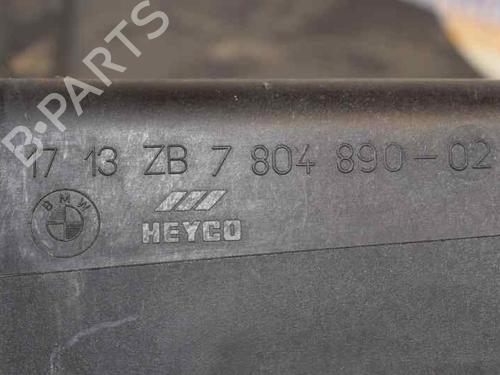 B-PARTS
17 13 ZB 7 804 890-02
BMW
HEYCO